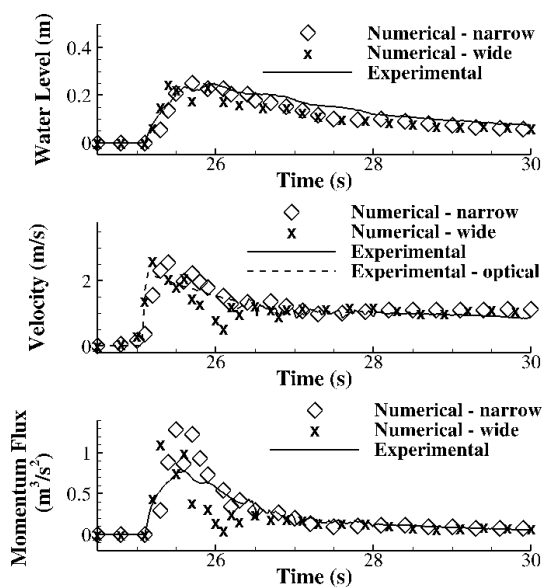 Water Level (m)
0.4
0.2
0
Numerical - narrow
Numerical - wide
Experimental
26
28
30
Time (s)
Velocity (m/s)
2
0
Numerical - narrow
Numerical - wide
Experimental
Experimental - optical
26
28
30
Time (s)
Momentum Flux
(m³/s²)
1
0.5
0
Numerical - narrow
Numerical - wide
Experimental
26
28
30
Time (s)